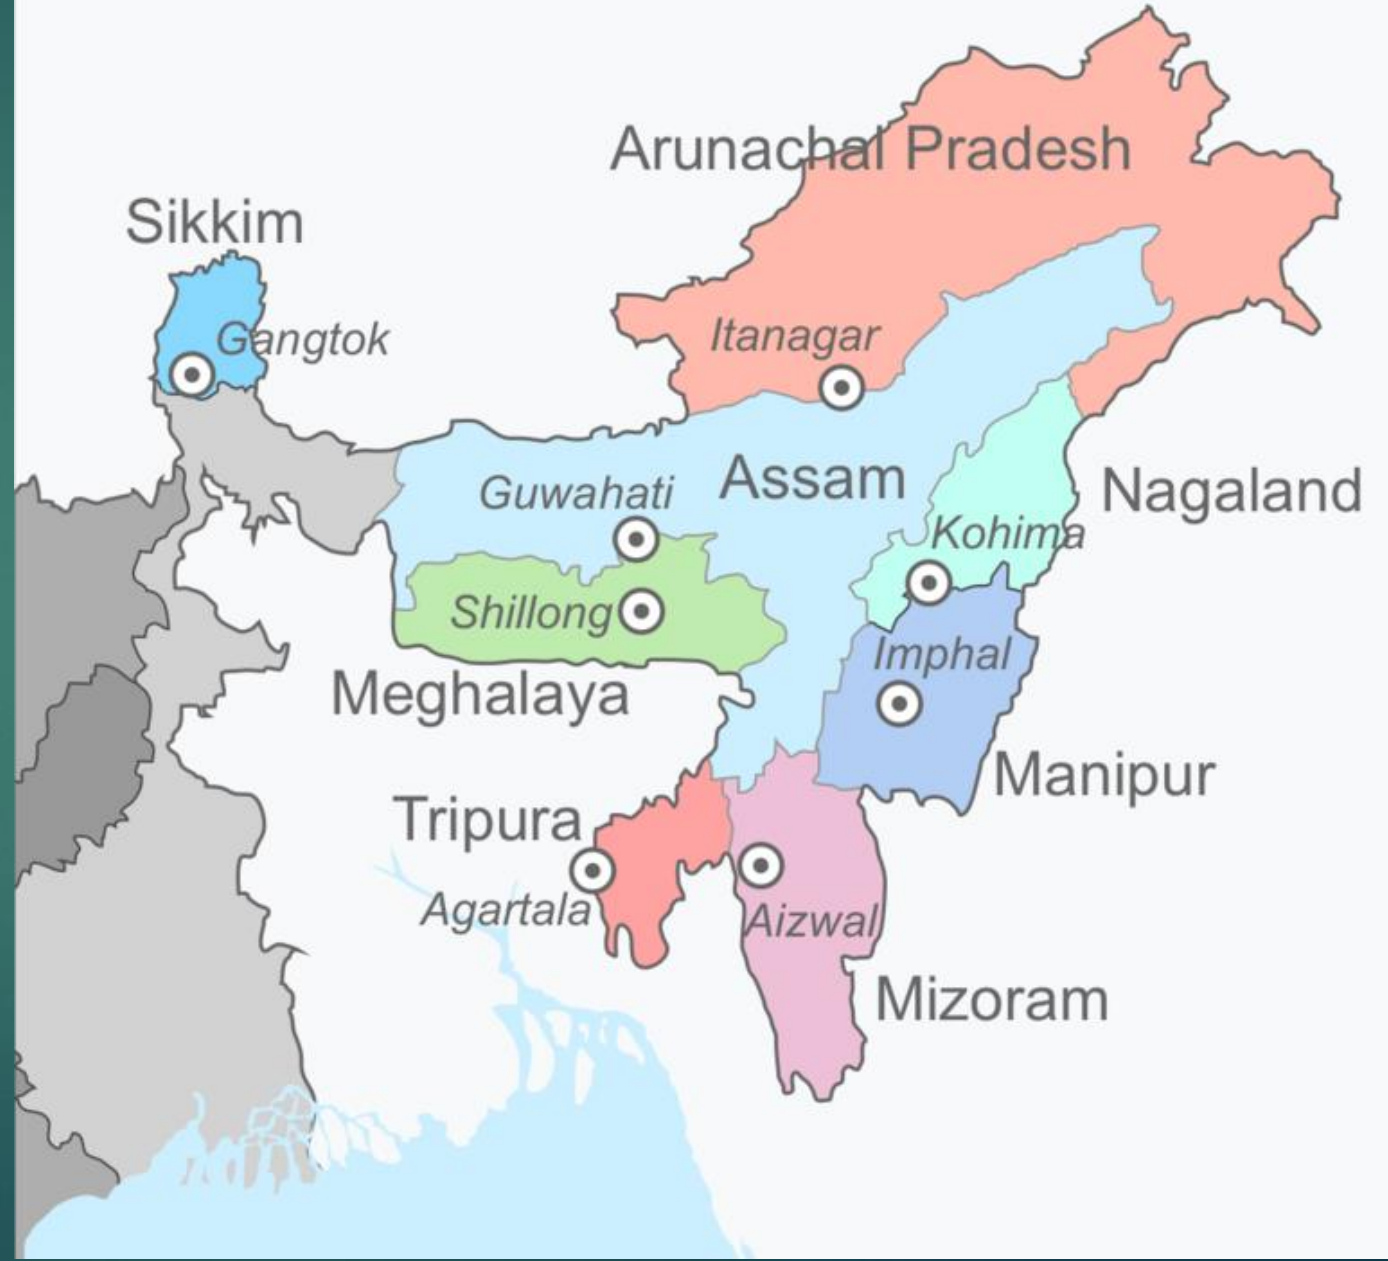 Arunachal Pradesh
Sikkim
Gangtok
Itanagar
Guwahati
Assam
Nagaland
Kohima
Shillong
Imphal
Meghalaya
Manipur
Tripura
Agartala
Aizwal
Mizoram